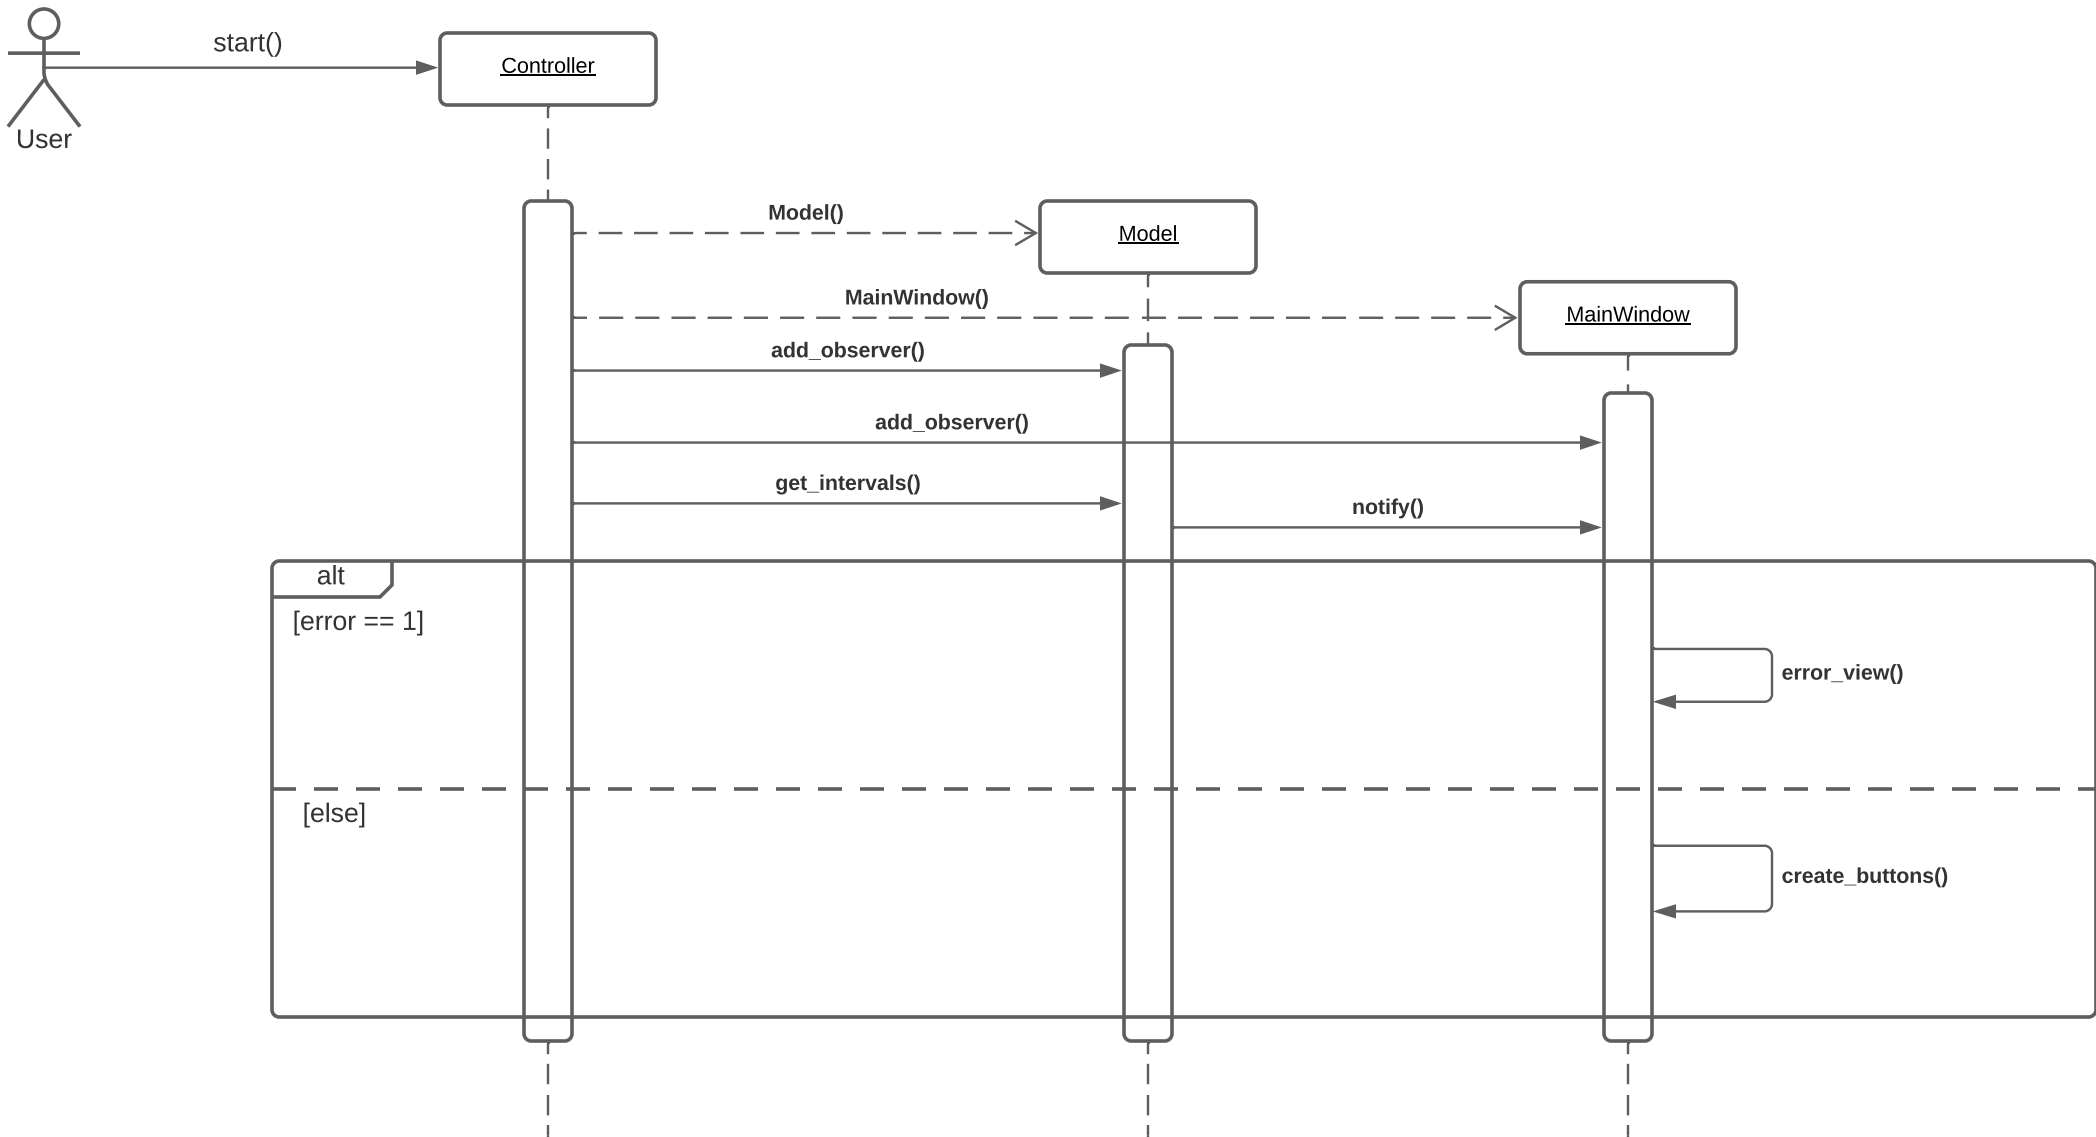 start()
Controller
User
Model()
Model
MainWindow()
MainWindow
add_observer()
add_observer()
get_intervals()
notify()
alt
[error == 1]
error_view()
[else]
create_buttons()